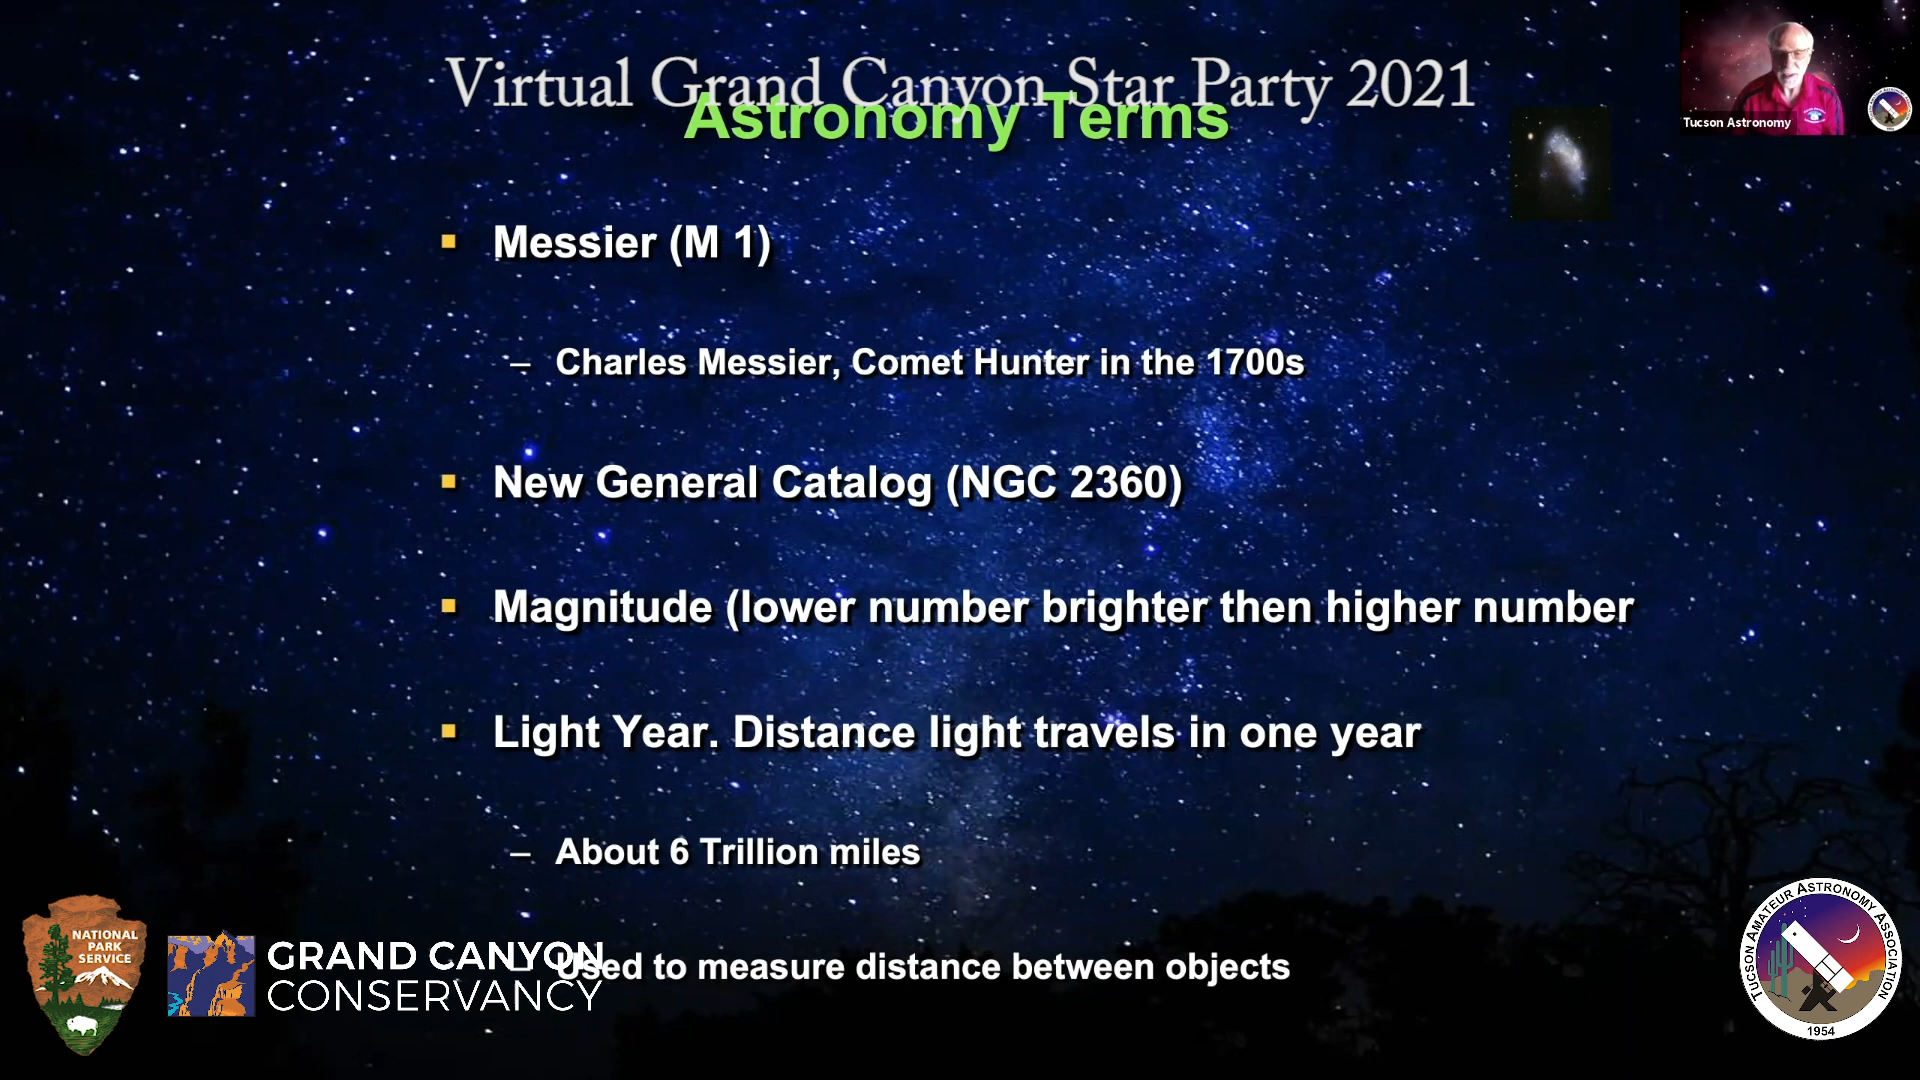 Virtual Grand Canyon Star Party 2021
Astronomy Terms
Tucson Astronomy
▪ Messier (M 1)
– Charles Messier, Comet Hunter in the 1700s
▪ New General Catalog (NGC 2360)
▪ Magnitude (lower number brighter then higher number
▪ Light Year. Distance light travels in one year
– About 6 Trillion miles
– Used to measure distance between objects
NATIONAL
PARK
SERVICE
GRAND CANYON
CONSERVANCY
TUCSON AMATEUR ASTRONOMY ASSOCIATION
1954